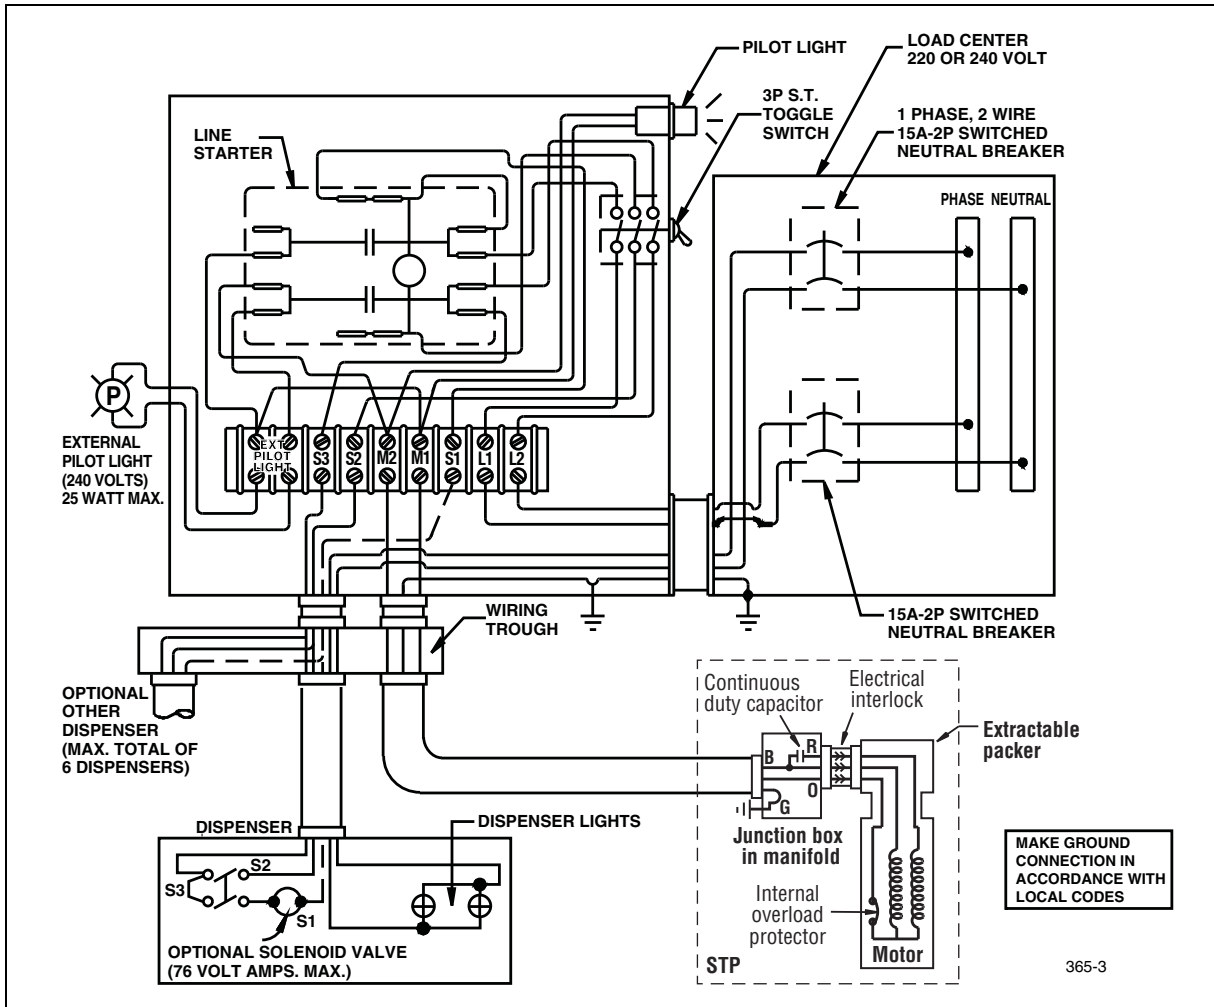 PILOT LIGHT
LOAD CENTER
220 OR 240 VOLT
3P S.T.
TOGGLE
SWITCH
1 PHASE, 2 WIRE
15A-2P SWITCHED
NEUTRAL BREAKER
LINE
STARTER
PHASE NEUTRAL
P
EXTERNAL
PILOT LIGHT
(240 VOLTS)
25 WATT MAX.
EXT
PILOT
LIGHT
S3 S2 M2 M1 S1 L1 L2
15A-2P SWITCHED
NEUTRAL BREAKER
WIRING
TROUGH
OPTIONAL
OTHER
DISPENSER
(MAX. TOTAL OF
6 DISPENSERS)
Continuous
duty capacitor
Electrical
interlock
Extractable
packer
B R
O
G
Junction box
in manifold
Internal
overload
protector
Motor
STP
DISPENSER
DISPENSER LIGHTS
S2
S3
S1
OPTIONAL SOLENOID VALVE
(76 VOLT AMPS. MAX.)
MAKE GROUND
CONNECTION IN
ACCORDANCE WITH
LOCAL CODES
365-3